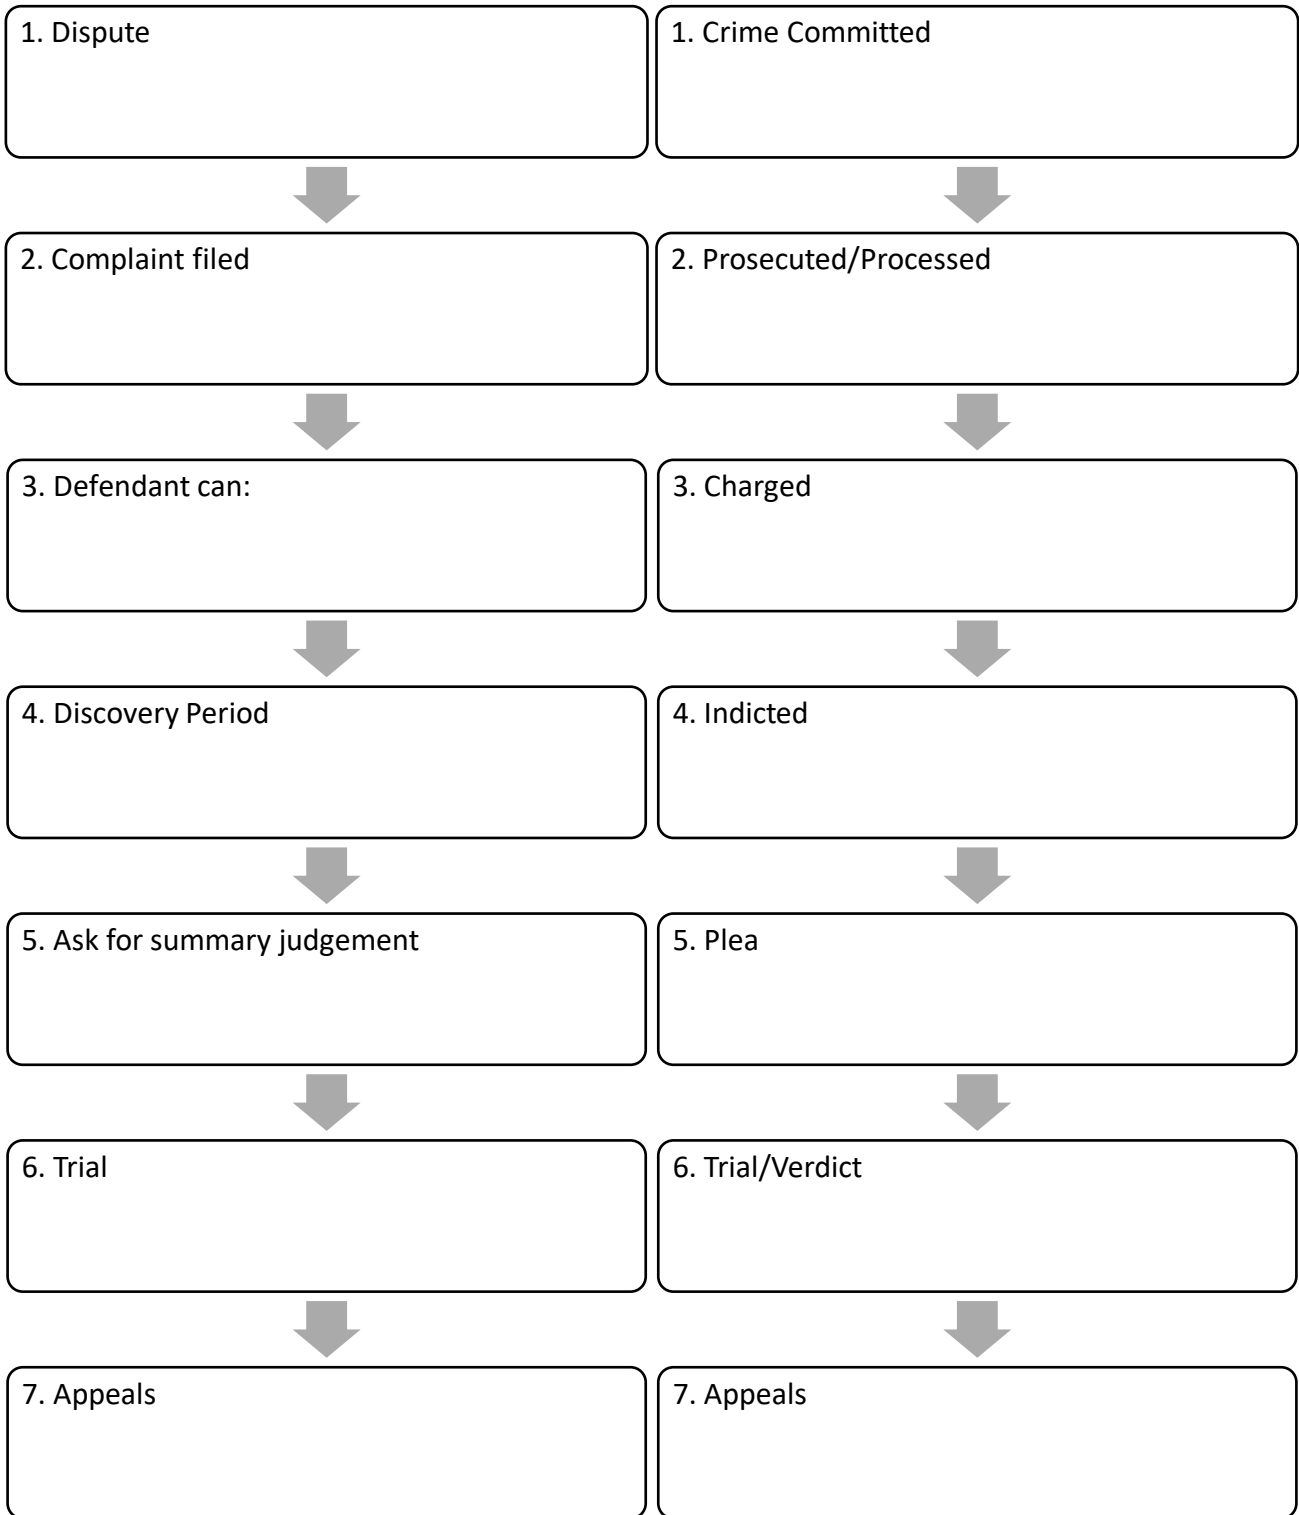 1. Dispute
1. Crime Committed
2. Complaint filed
2. Prosecuted/Processed
3. Defendant can:
3. Charged
4. Discovery Period
4. Indicted
5. Ask for summary judgement
5. Plea
6. Trial
6. Trial/Verdict
7. Appeals
7. Appeals